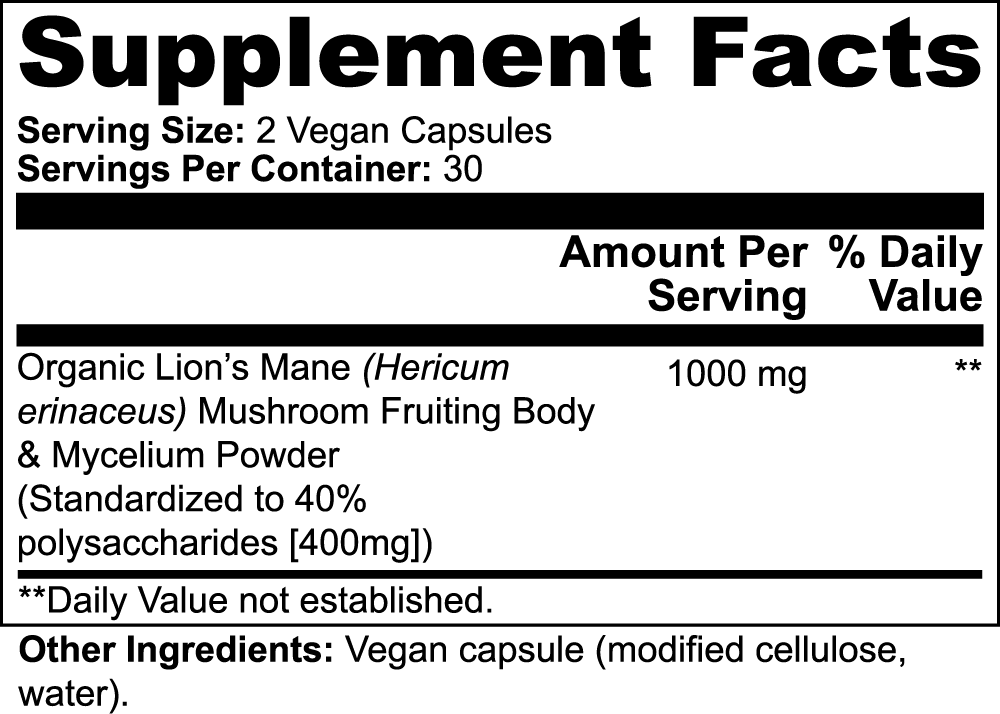 Supplement Facts
Serving Size: 2 Vegan Capsules
Servings Per Container: 30
Amount Per % Daily
Serving Value
Organic Lion’s Mane (Hericum 1000 mg **
erinaceus) Mushroom Fruiting Body
& Mycelium Powder
(Standardized to 40%
polysaccharides [400mg])
**Daily Value not established.
Other Ingredients: Vegan capsule (modified cellulose,
water).